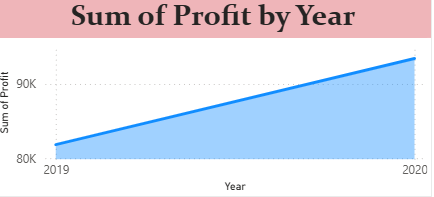 Sum of Profit by Year
Sum of Profit
90K
80K
2019
2020
Year